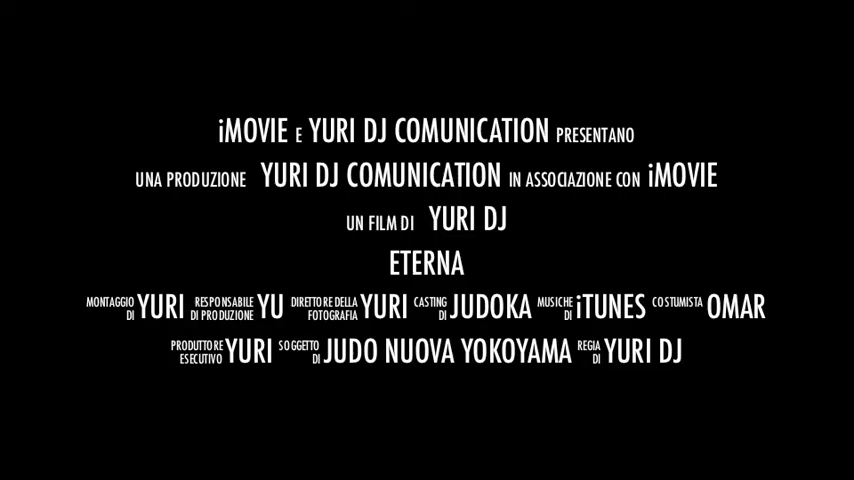 iMOVIE E YURI DJ COMUNICATION PRESENTANO
UNA PRODUZIONE YURI DJ COMUNICATION IN ASSOCIAZIONE CON iMOVIE
UN FILM DI YURI DJ
ETERNA
MONTAGGIO DI YURI RESPONSABILE DI PRODUZIONE YU DIRETTORE DELLA FOTOGRAFIA YURI CASTING DI JUDOKA MUSICHE DI iTUNES COSTUMISTA OMAR
PRODUTTORE ESECUTIVO YURI SOGGETTO DI JUDO NUOVA YOKOYAMA REGIA DI YURI DJ